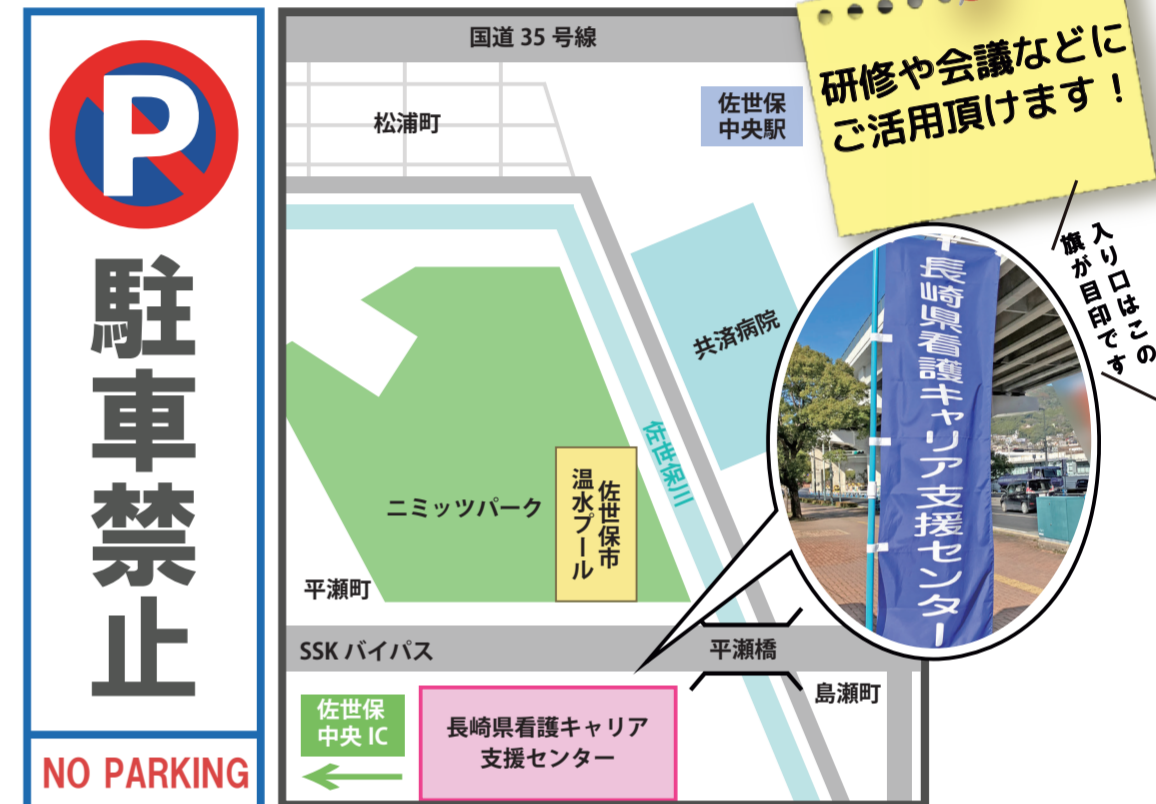 P
駐車禁止
NO PARKING
国道 35 号線
松浦町
佐世保
中央駅
研修や会議などに
ご活用頂けます！
入り口はこの
旗が目印です
共済病院
長崎県看護キャリア支援センター
佐世保川
ニミッツパーク
佐世保市
温水プール
平瀬町
SSK バイパス
平瀬橋
島瀬町
佐世保
中央 IC
長崎県看護キャリア
支援センター